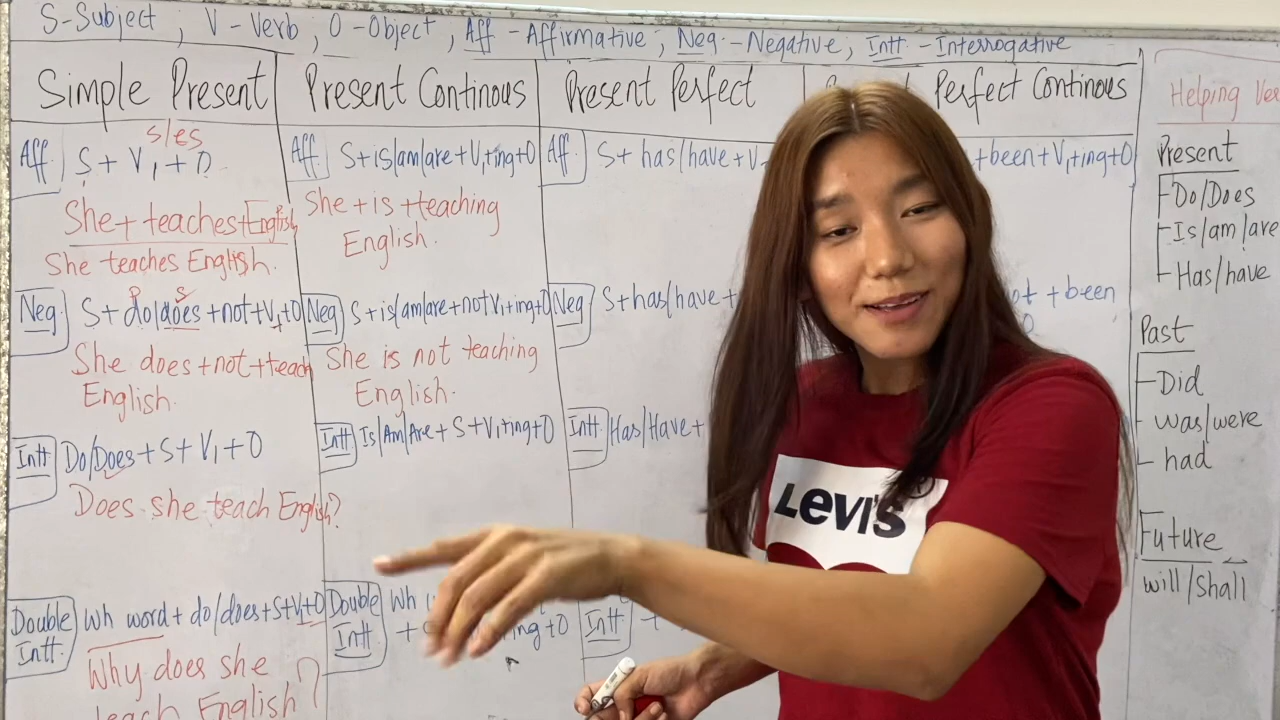 S-Subject, V-Verb, O-Object, Aff-Affirmative, Neg.-Negative, Intt-Interrogative
Simple Present
s/es
Aff. S+V1+O.
She+teaches+English
She teaches English.
P S
Neg S+do/does+not+V1+O
She does+not+teach
English.
Intt Do/Does+S+V1+O
Does she teach English?
Double Intt. Wh word+do/does+S+V1+O
Why does she
teach English?
Present Continous
Aff. S+is/am/are+V1+ing+O
She+is+teaching
English.
Neg S+is/am/are+not V1+ing+O
She is not teaching
English.
Intt Is/Am/Are+S+V1+ing+O
Double Intt. Wh
+ ing+O
Present Perfect
Aff S+has/have+V
Neg S+has/have+
Intt Has/Have+
Intt. +
Perfect Continous
+been+V1+ing+O
+been
Helping
Present
Do/Does
Is/am/are
Has/have
Past
Did
was/were
had
Future
will/shall
Levi's
®